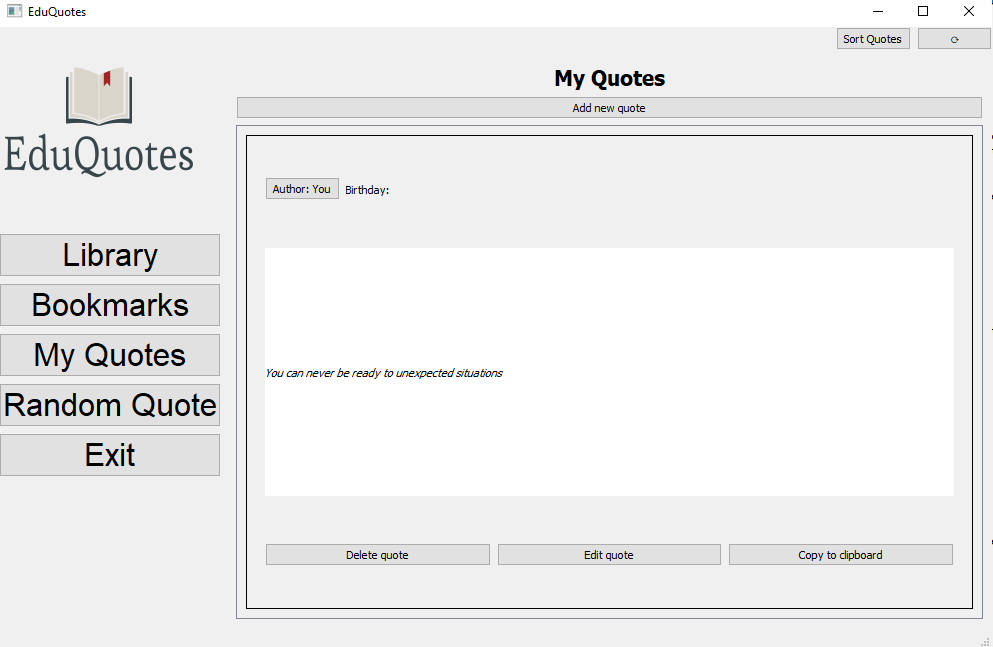 EduQuotes
Sort Quotes
⟳
EduQuotes
My Quotes
Add new quote
Author: You Birthday:
You can never be ready to unexpected situations
Delete quote Edit quote Copy to clipboard
Library
Bookmarks
My Quotes
Random Quote
Exit